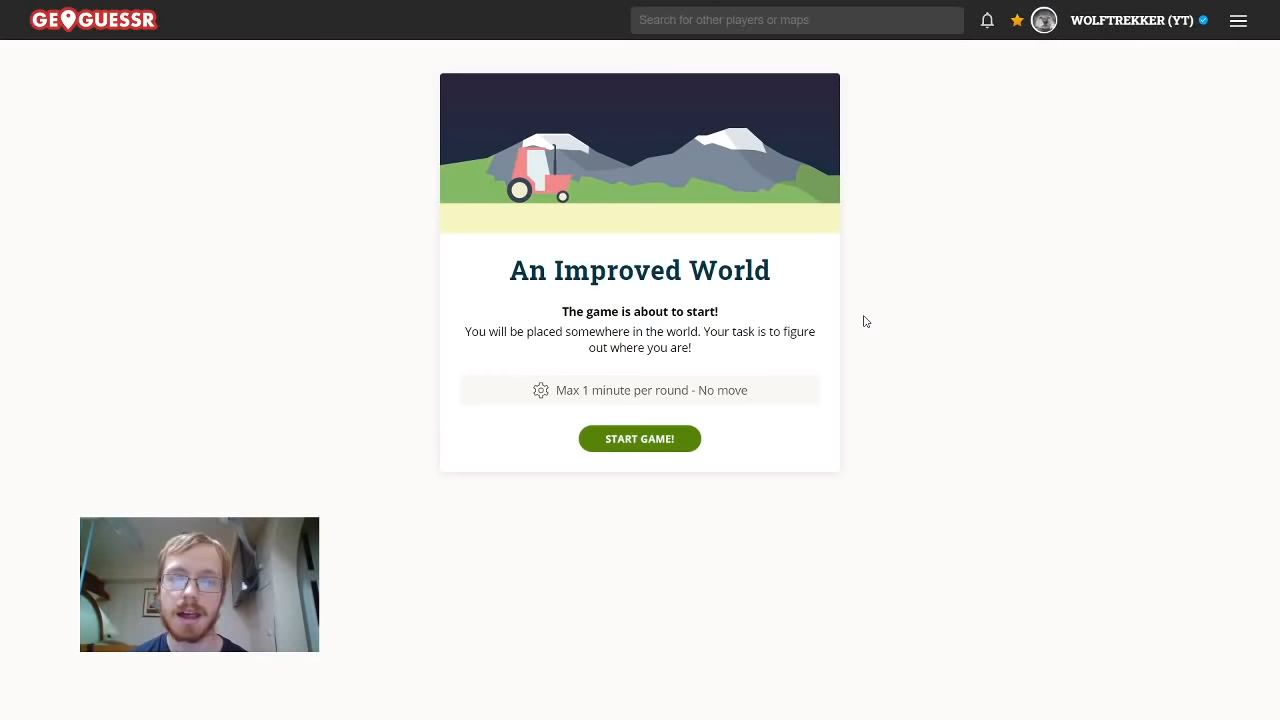 GEOGUESSR
Search for other players or maps
WOLFTREKKER (YT)
An Improved World
The game is about to start!
You will be placed somewhere in the world. Your task is to figure
out where you are!
Max 1 minute per round - No move
START GAME!